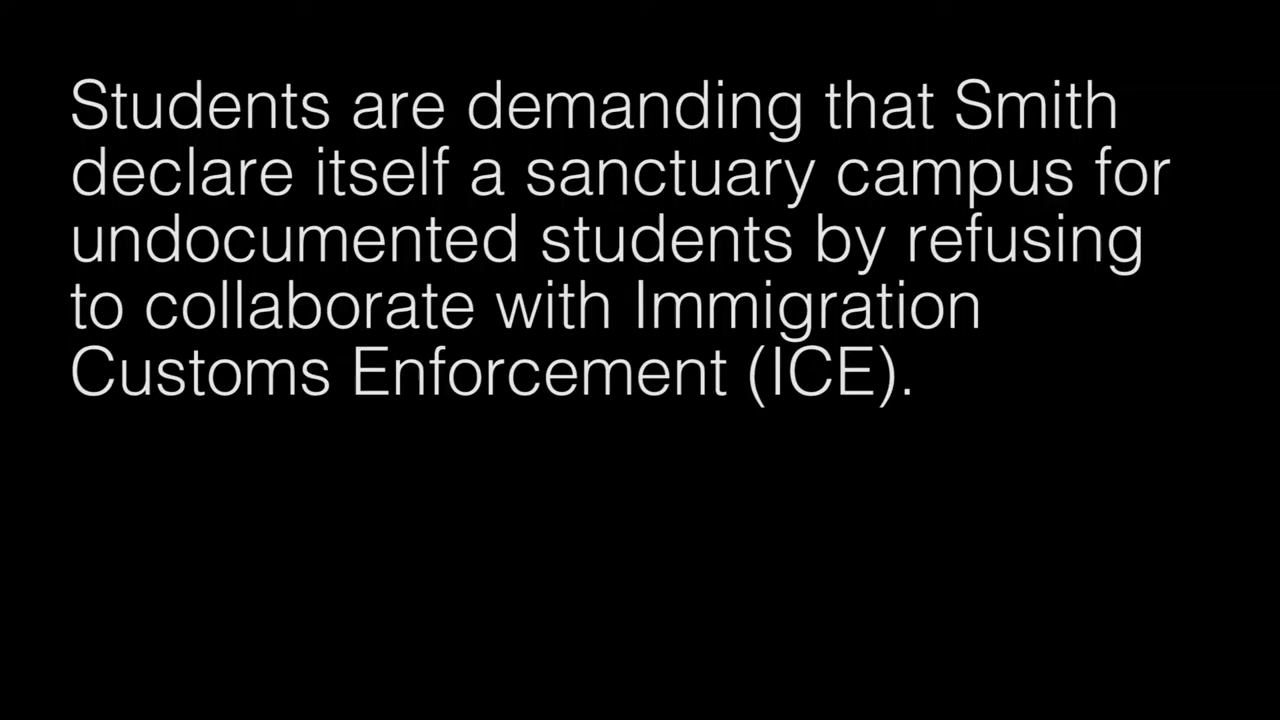 Students are demanding that Smith
declare itself a sanctuary campus for
undocumented students by refusing
to collaborate with Immigration
Customs Enforcement (ICE).